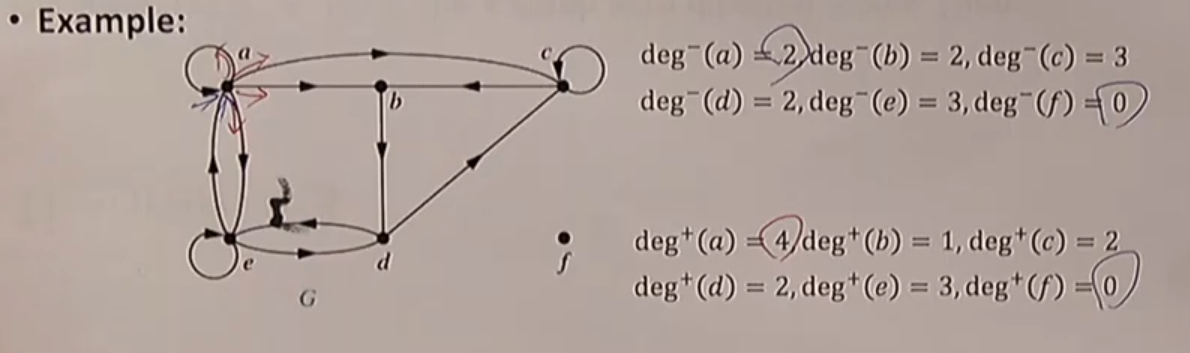 • Example:
a
c
b
e
d
f
G
deg⁻(a) = 2, deg⁻(b) = 2, deg⁻(c) = 3
deg⁻(d) = 2, deg⁻(e) = 3, deg⁻(f) = 0
deg⁺(a) = 4, deg⁺(b) = 1, deg⁺(c) = 2
deg⁺(d) = 2, deg⁺(e) = 3, deg⁺(f) = 0